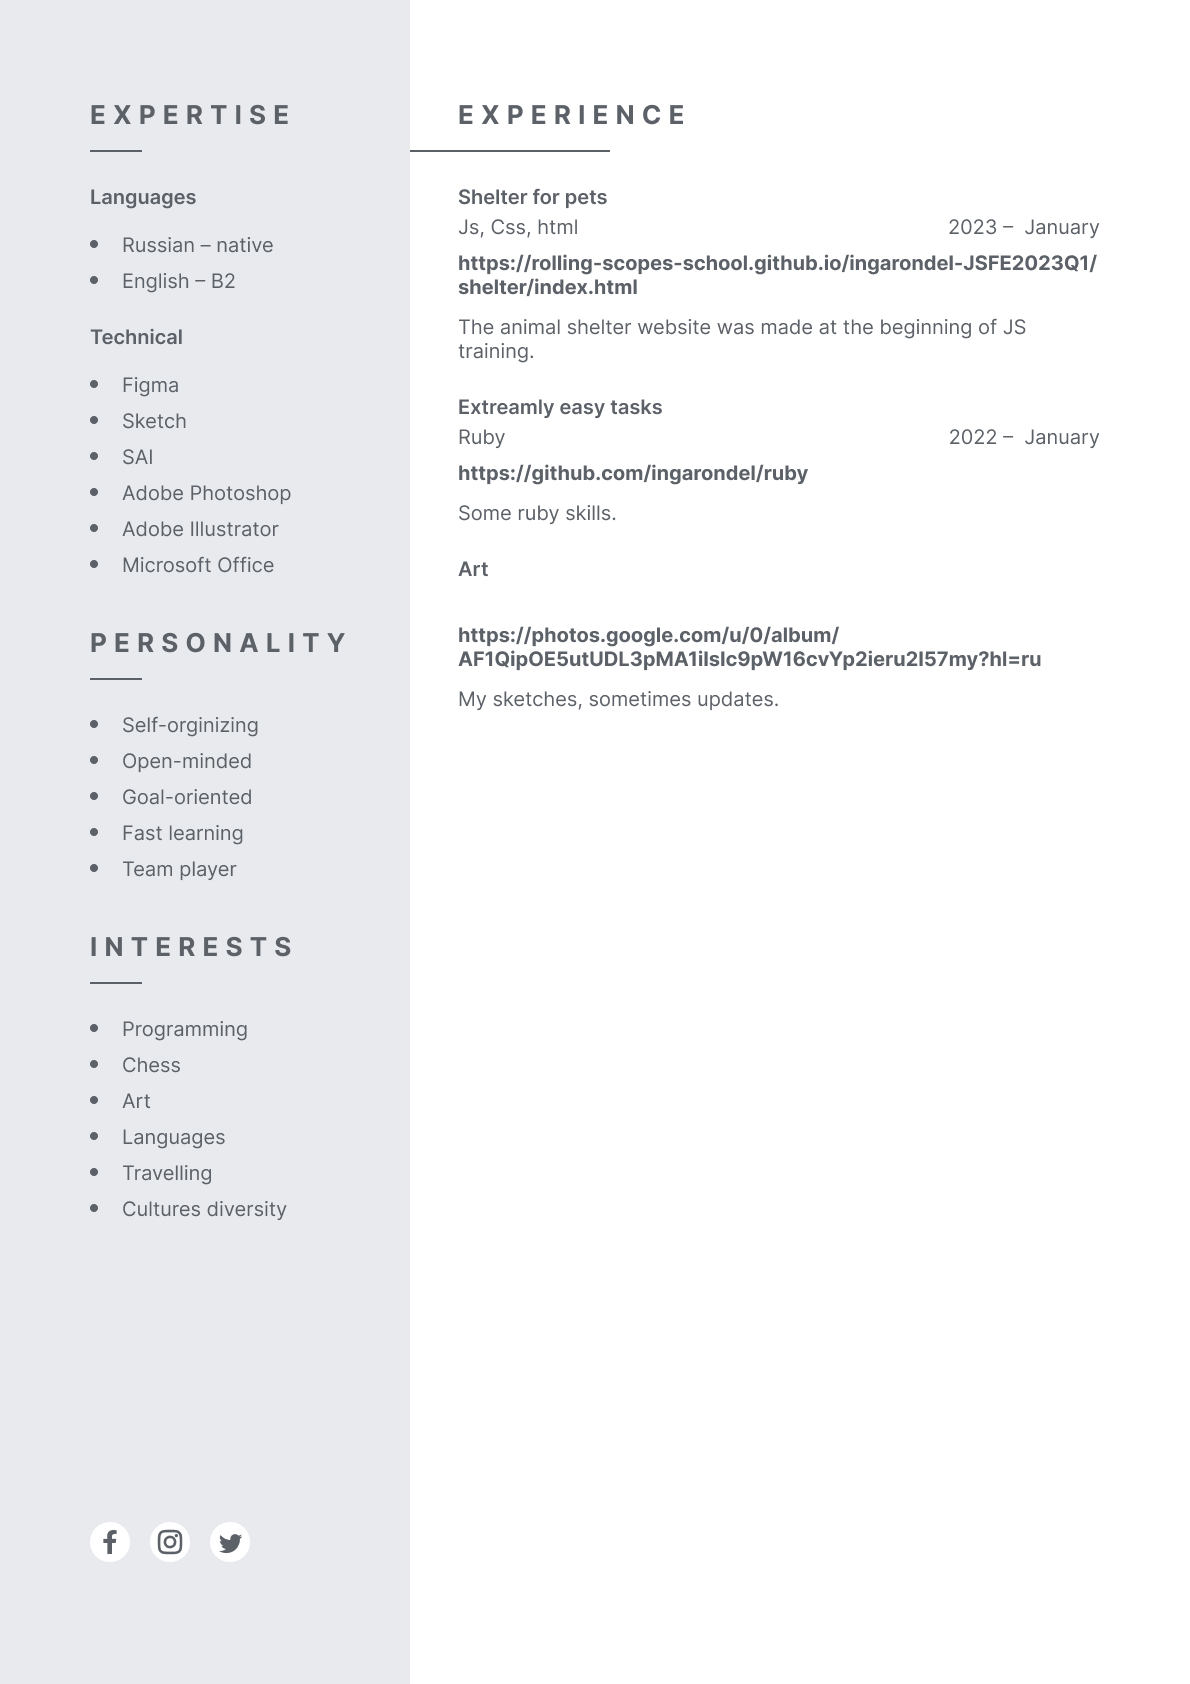 EXPERTISE
Languages
Russian – native
English – B2
Technical
Figma
Sketch
SAI
Adobe Photoshop
Adobe Illustrator
Microsoft Office
PERSONALITY
Self-orginizing
Open-minded
Goal-oriented
Fast learning
Team player
INTERESTS
Programming
Chess
Art
Languages
Travelling
Cultures diversity
EXPERIENCE
Shelter for pets
Js, Css, html 2023 – January
https://rolling-scopes-school.github.io/ingarondel-JSFE2023Q1/
shelter/index.html
The animal shelter website was made at the beginning of JS
training.
Extreamly easy tasks
Ruby 2022 – January
https://github.com/ingarondel/ruby
Some ruby skills.
Art
https://photos.google.com/u/0/album/
AF1QipOE5utUDL3pMA1ilslc9pW16cvYp2ieru2l57my?hl=ru
My sketches, sometimes updates.